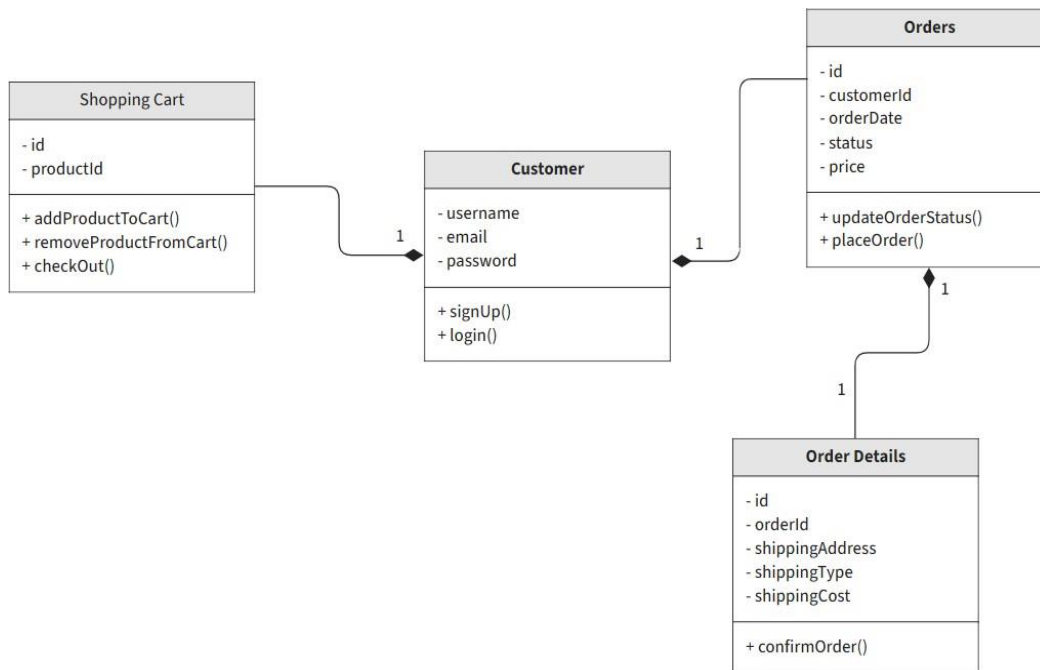 Shopping Cart
- id
- productId
+ addProductToCart()
+ removeProductFromCart()
+ checkOut()
1
Customer
- username
- email
- password
+ signUp()
+ login()
1
Orders
- id
- customerId
- orderDate
- status
- price
+ updateOrderStatus()
+ placeOrder()
1
1
Order Details
- id
- orderId
- shippingAddress
- shippingType
- shippingCost
+ confirmOrder()